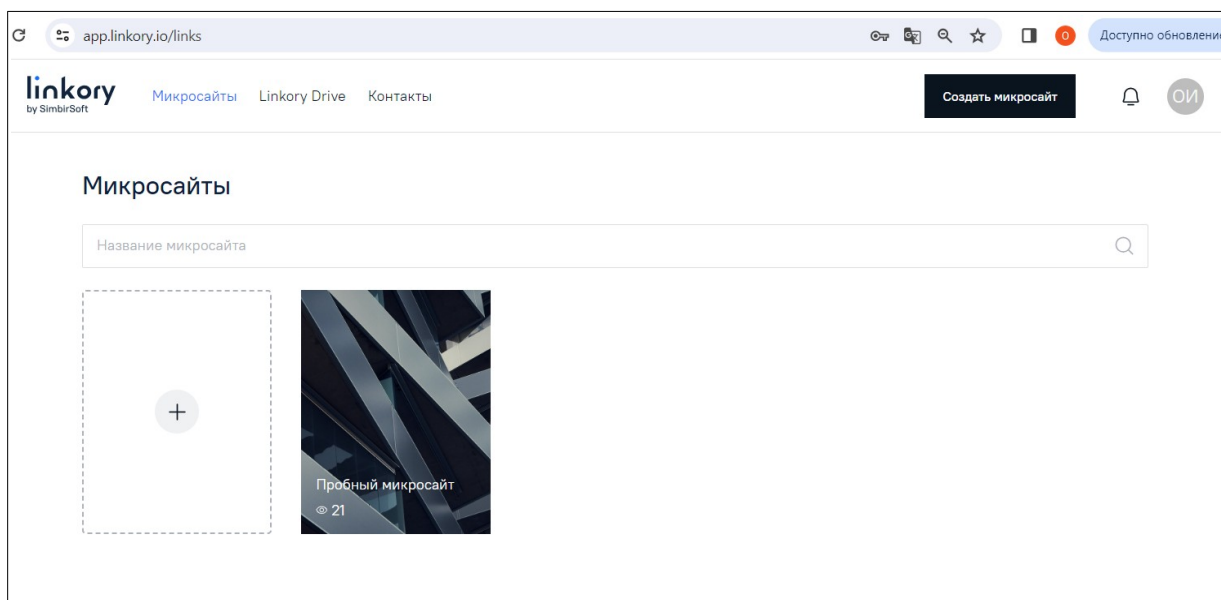 app.linkory.io/links
О
Доступно обновление
linkory
by SimbirSoft
Микросайты
Linkory Drive
Контакты
Создать микросайт
ОИ
Микросайты
Название микросайта
Пробный микросайт
21